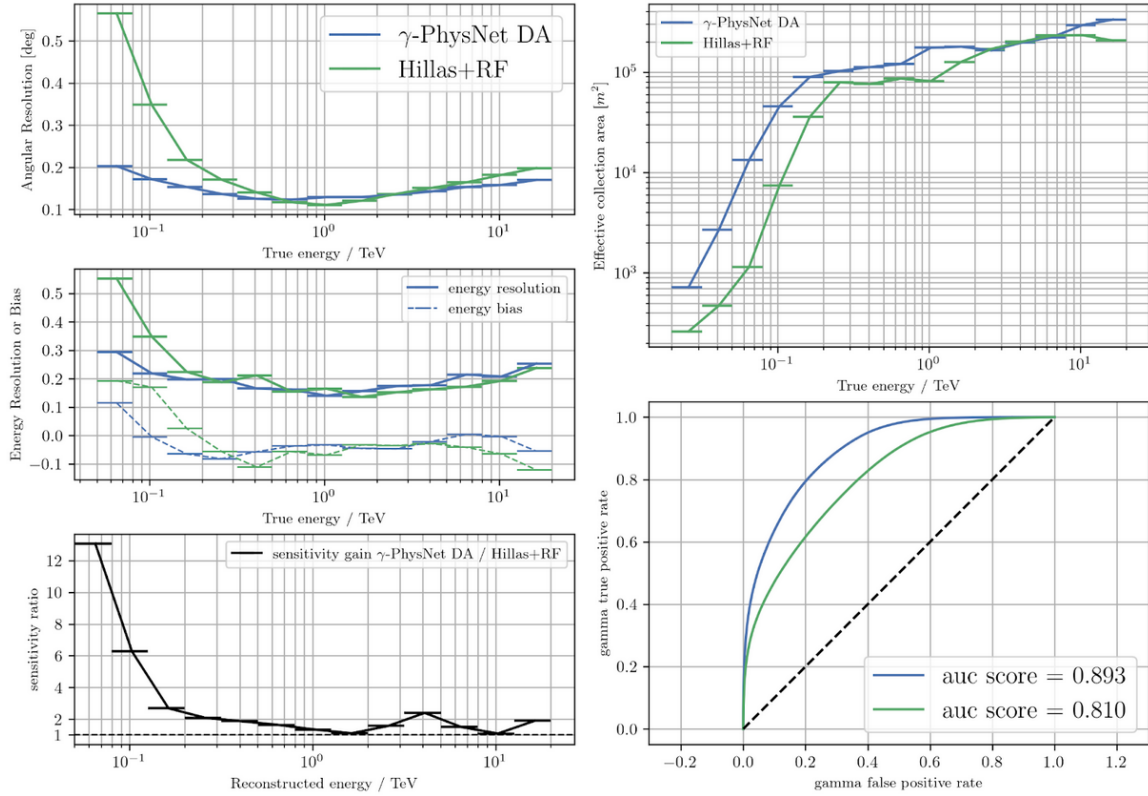 γ-PhysNet DA
Hillas+RF
Angular Resolution [deg]
0.5
0.4
0.3
0.2
0.1
10⁻¹
10⁰
10¹
True energy / TeV
energy resolution
energy bias
Energy Resolution or Bias
0.5
0.4
0.3
0.2
0.1
0.0
−0.1
10⁻¹
10⁰
10¹
True energy / TeV
sensitivity gain γ-PhysNet DA / Hillas+RF
sensitivity ratio
12
10
8
6
4
2
1
10⁻¹
10⁰
10¹
Reconstructed energy / TeV
γ-PhysNet DA
Hillas+RF
Effective collection area [m²]
10⁵
10⁴
10³
10⁻¹
10⁰
10¹
True energy / TeV
gamma true positive rate
1.0
0.8
0.6
0.4
0.2
0.0
auc score = 0.893
auc score = 0.810
−0.2
0.0
0.2
0.4
0.6
0.8
1.0
1.2
gamma false positive rate